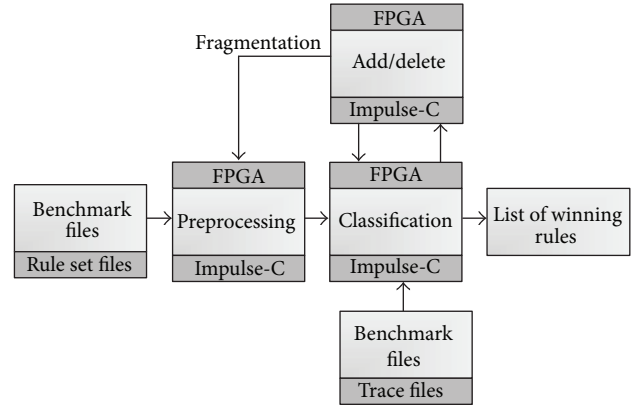 FPGA
Fragmentation
Add/delete
Impulse-C
FPGA
FPGA
Benchmark
files
Rule set files
Preprocessing
Impulse-C
Classification
Impulse-C
List of winning
rules
Benchmark
files
Trace files